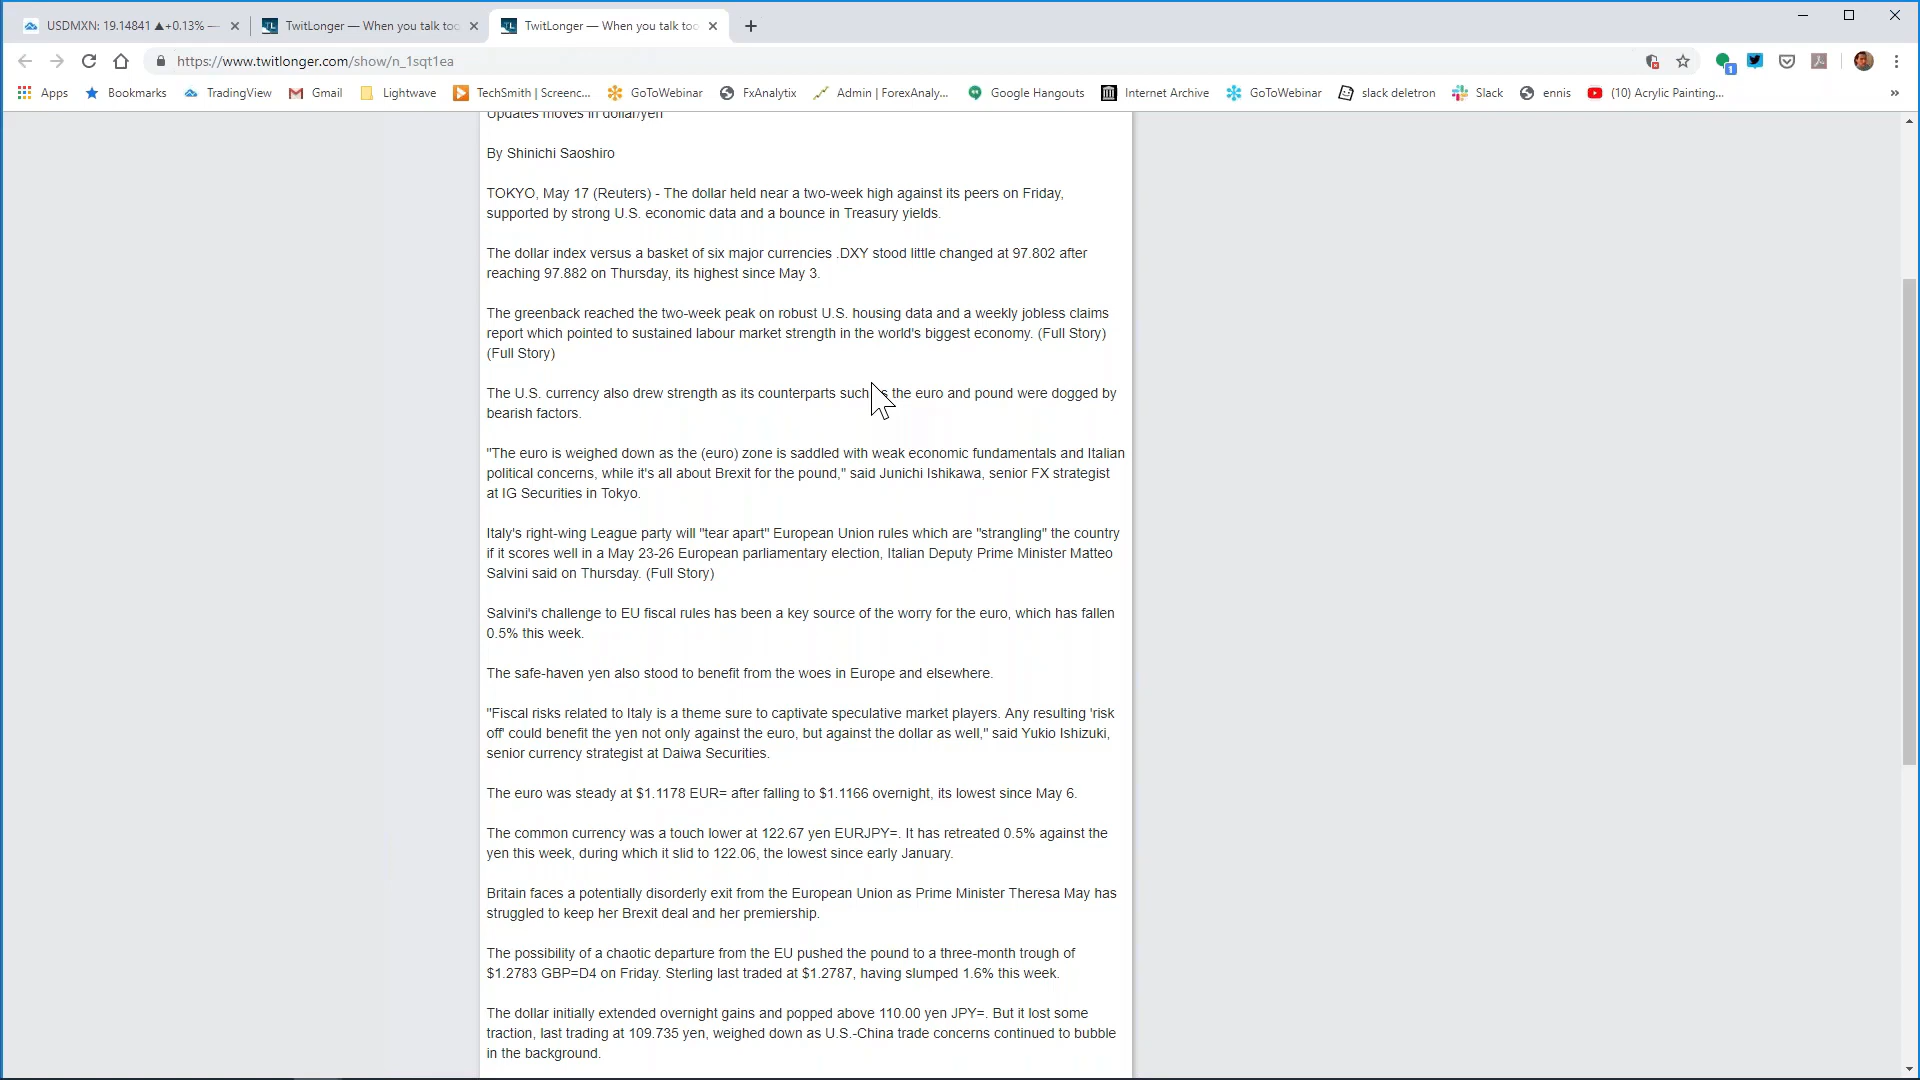 USDMXN: 19.14841 ▲+0.13% —
TwitLonger — When you talk too
TwitLonger — When you talk too
https://www.twitlonger.com/show/n_1sqt1ea
1
Apps
Bookmarks
TradingView
Gmail
Lightwave
TechSmith | Screenc...
GoToWebinar
FxAnalytix
Admin | ForexAnaly...
Google Hangouts
Internet Archive
GoToWebinar
slack deletron
Slack
ennis
(10) Acrylic Painting...
»
Updates moves in dollar/yen
By Shinichi Saoshiro
TOKYO, May 17 (Reuters) - The dollar held near a two-week high against its peers on Friday,
supported by strong U.S. economic data and a bounce in Treasury yields.
The dollar index versus a basket of six major currencies .DXY stood little changed at 97.802 after
reaching 97.882 on Thursday, its highest since May 3.
The greenback reached the two-week peak on robust U.S. housing data and a weekly jobless claims
report which pointed to sustained labour market strength in the world's biggest economy. (Full Story)
(Full Story)
The U.S. currency also drew strength as its counterparts such as the euro and pound were dogged by
bearish factors.
"The euro is weighed down as the (euro) zone is saddled with weak economic fundamentals and Italian
political concerns, while it's all about Brexit for the pound," said Junichi Ishikawa, senior FX strategist
at IG Securities in Tokyo.
Italy's right-wing League party will "tear apart" European Union rules which are "strangling" the country
if it scores well in a May 23-26 European parliamentary election, Italian Deputy Prime Minister Matteo
Salvini said on Thursday. (Full Story)
Salvini's challenge to EU fiscal rules has been a key source of the worry for the euro, which has fallen
0.5% this week.
The safe-haven yen also stood to benefit from the woes in Europe and elsewhere.
"Fiscal risks related to Italy is a theme sure to captivate speculative market players. Any resulting 'risk
off' could benefit the yen not only against the euro, but against the dollar as well," said Yukio Ishizuki,
senior currency strategist at Daiwa Securities.
The euro was steady at $1.1178 EUR= after falling to $1.1166 overnight, its lowest since May 6.
The common currency was a touch lower at 122.67 yen EURJPY=. It has retreated 0.5% against the
yen this week, during which it slid to 122.06, the lowest since early January.
Britain faces a potentially disorderly exit from the European Union as Prime Minister Theresa May has
struggled to keep her Brexit deal and her premiership.
The possibility of a chaotic departure from the EU pushed the pound to a three-month trough of
$1.2783 GBP=D4 on Friday. Sterling last traded at $1.2787, having slumped 1.6% this week.
The dollar initially extended overnight gains and popped above 110.00 yen JPY=. But it lost some
traction, last trading at 109.735 yen, weighed down as U.S.-China trade concerns continued to bubble
in the background.